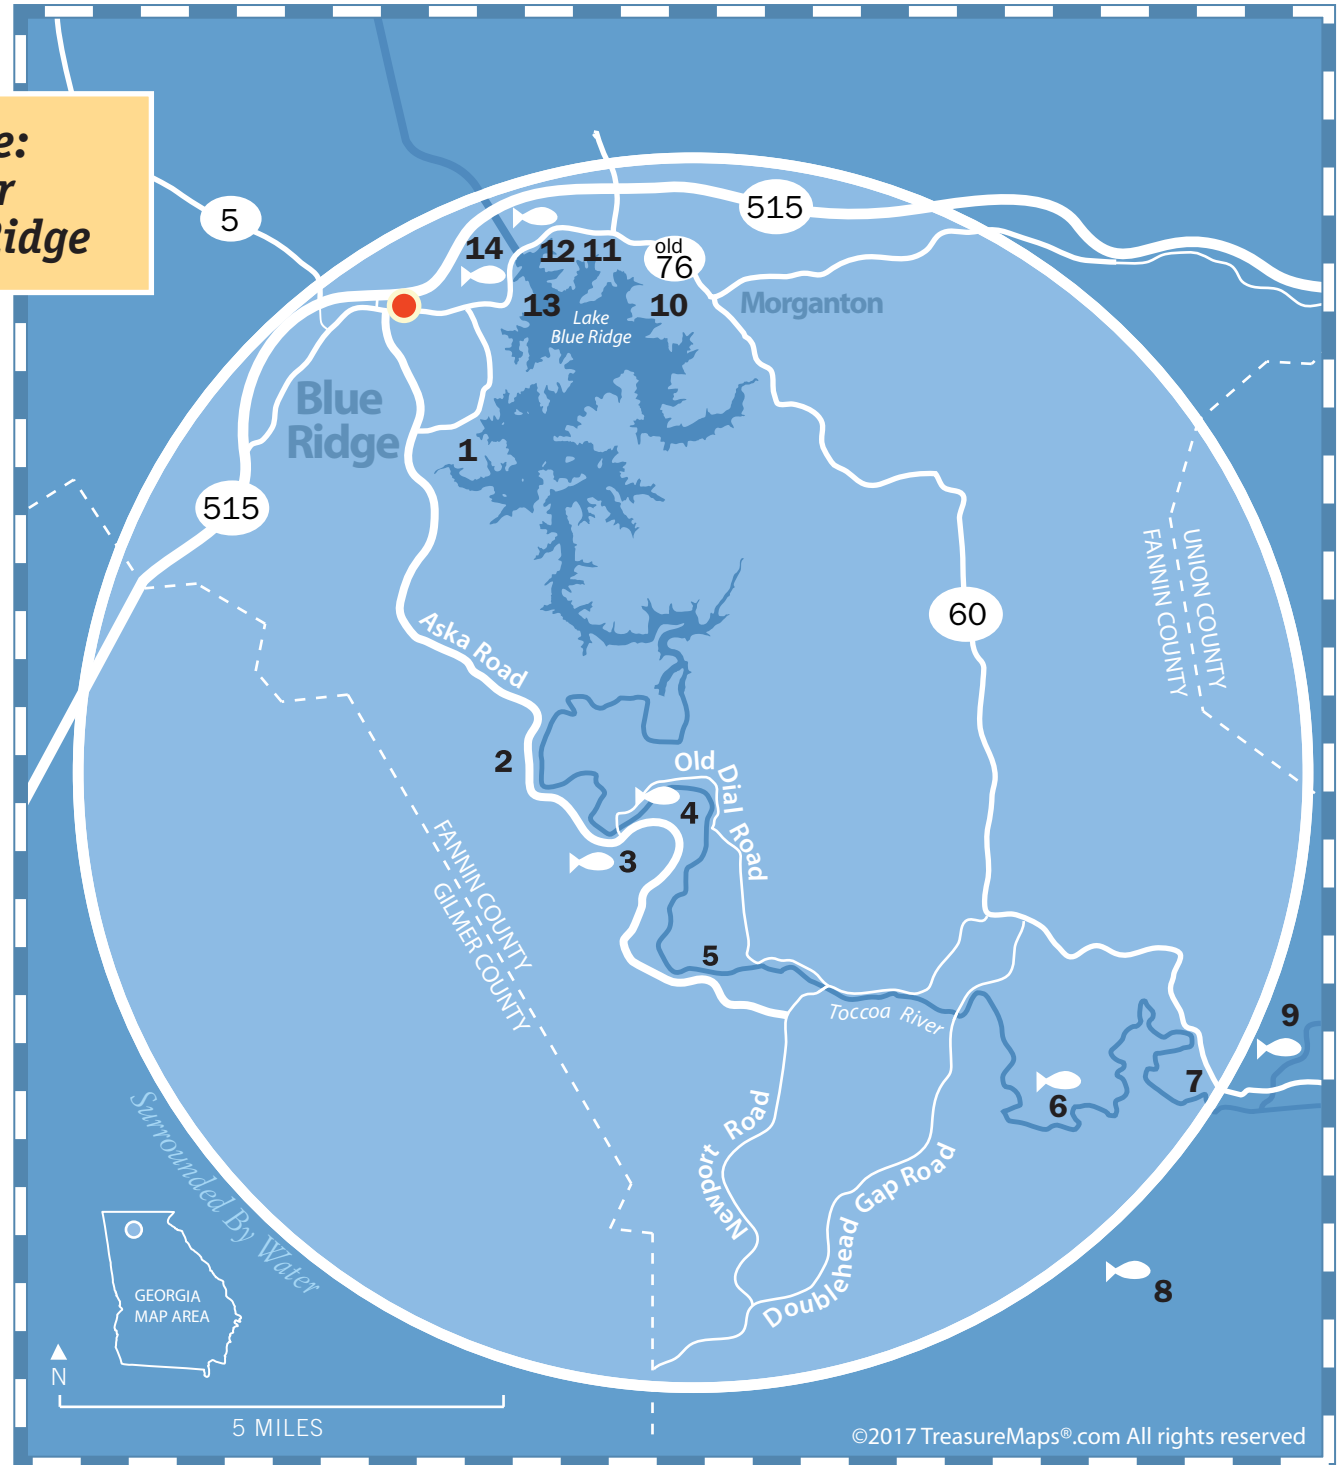 e:
r
idge
5
515
14
12
11
old
76
13
10
Lake
Blue Ridge
Morganton
Blue
Ridge
1
515
60
UNION COUNTY
FANNIN COUNTY
Aska Road
2
Old Dial Road
4
3
FANNIN COUNTY
GILMER COUNTY
5
Toccoa River
9
7
6
Newport Road
Doublehead Gap Road
8
Surrounded By Water
GEORGIA
MAP AREA
N
5 MILES
©2017 TreasureMaps®.com All rights reserved